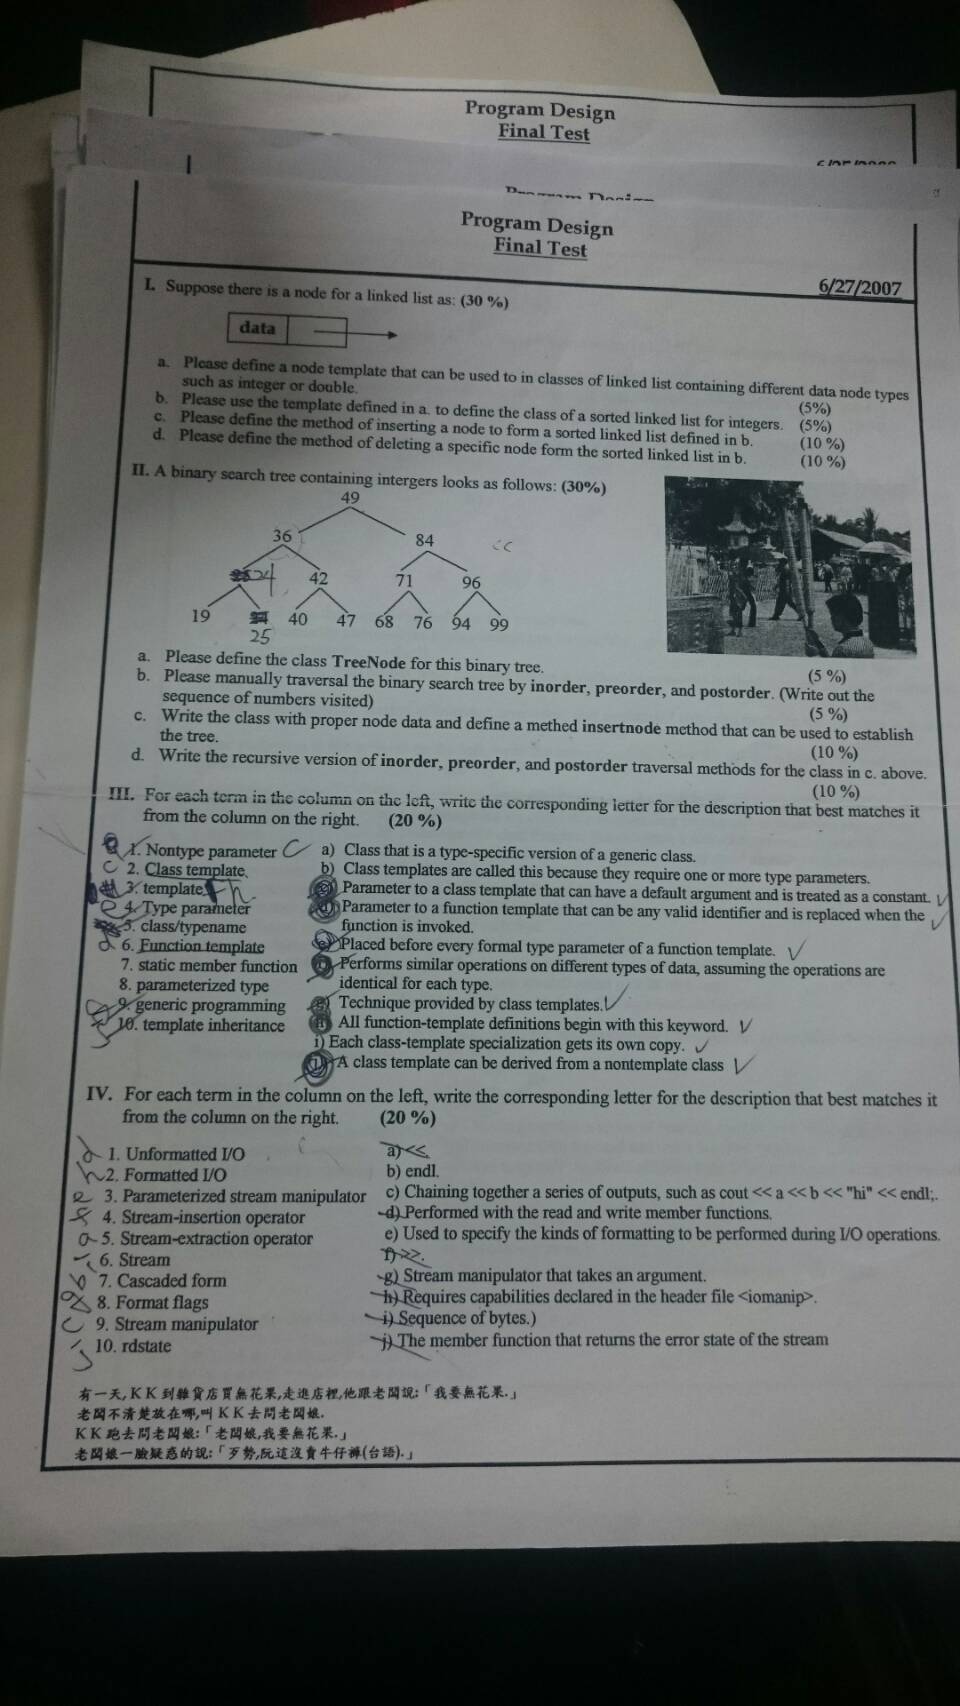 Program Design
Final Test
Program Design
Program Design
Final Test
6/27/2007
I. Suppose there is a node for a linked list as: (30 %)
data
a. Please define a node template that can be used to in classes of linked list containing different data node types
such as integer or double. (5%)
b. Please use the template defined in a. to define the class of a sorted linked list for integers. (5%)
c. Please define the method of inserting a node to form a sorted linked list defined in b. (10 %)
d. Please define the method of deleting a specific node form the sorted linked list in b. (10 %)
II. A binary search tree containing intergers looks as follows: (30%)
49
36 84
24 42 71 96
19 40 47 68 76 94 99
25
a. Please define the class TreeNode for this binary tree. (5 %)
b. Please manually traversal the binary search tree by inorder, preorder, and postorder. (Write out the
sequence of numbers visited) (5 %)
c. Write the class with proper node data and define a methed insertnode method that can be used to establish
the tree. (10 %)
d. Write the recursive version of inorder, preorder, and postorder traversal methods for the class in c. above.
(10 %)
III. For each term in the column on the left, write the corresponding letter for the description that best matches it
from the column on the right. (20 %)
1. Nontype parameter C a) Class that is a type-specific version of a generic class.
C 2. Class template b) Class templates are called this because they require one or more type parameters.
3. template h. c) Parameter to a class template that can have a default argument and is treated as a constant.
e 4. Type parameter d) Parameter to a function template that can be any valid identifier and is replaced when the
5. class/typename function is invoked.
d 6. Function template e) Placed before every formal type parameter of a function template.
7. static member function f) Performs similar operations on different types of data, assuming the operations are
8. parameterized type identical for each type.
g 9. generic programming g) Technique provided by class templates.
j 10. template inheritance h) All function-template definitions begin with this keyword.
i) Each class-template specialization gets its own copy.
j) A class template can be derived from a nontemplate class
IV. For each term in the column on the left, write the corresponding letter for the description that best matches it
from the column on the right. (20 %)
d 1. Unformatted I/O a) <<
h 2. Formatted I/O b) endl.
e 3. Parameterized stream manipulator c) Chaining together a series of outputs, such as cout << a << b << "hi" << endl;.
f 4. Stream-insertion operator d) Performed with the read and write member functions.
a 5. Stream-extraction operator e) Used to specify the kinds of formatting to be performed during I/O operations.
i 6. Stream f) >>.
b 7. Cascaded form g) Stream manipulator that takes an argument.
g 8. Format flags h) Requires capabilities declared in the header file <iomanip>.
C 9. Stream manipulator i) Sequence of bytes.)
j 10. rdstate j) The member function that returns the error state of the stream
有一天,KK到雜貨店買無花果,走進店裡,他跟老闆說:「我要無花果.」
老闆不清楚放在哪,叫KK去問老闆娘.
KK跑去問老闆娘:「老闆娘,我要無花果.」
老闆娘一臉疑惑的說:「歹勢,阮這沒賣牛仔褲(台語).」